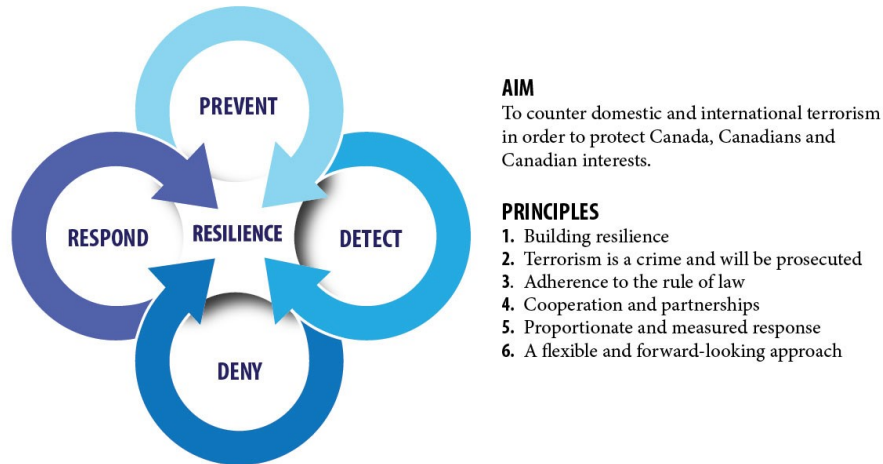 PREVENT
RESPOND
RESILIENCE
DETECT
DENY
AIM
To counter domestic and international terrorism
in order to protect Canada, Canadians and
Canadian interests.
PRINCIPLES
1. Building resilience
2. Terrorism is a crime and will be prosecuted
3. Adherence to the rule of law
4. Cooperation and partnerships
5. Proportionate and measured response
6. A flexible and forward-looking approach